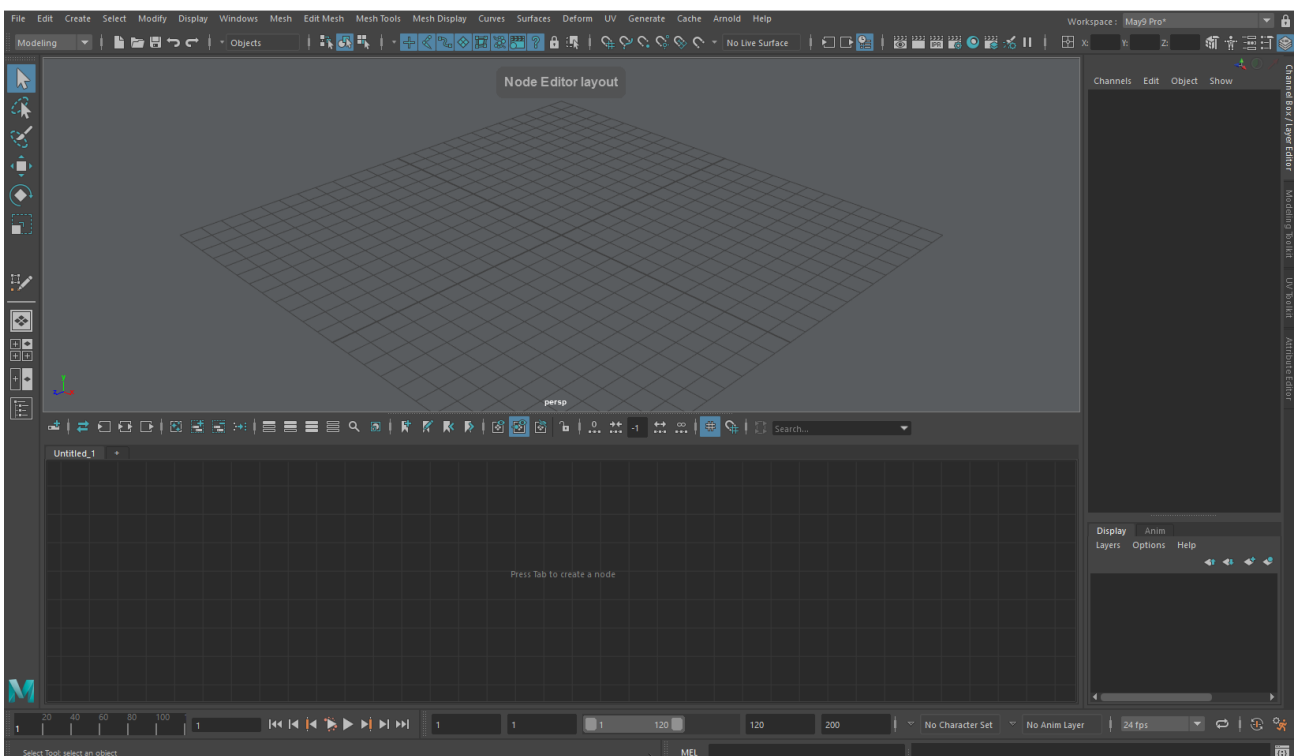 File Edit Create Select Modify Display Windows Mesh Edit Mesh Mesh Tools Mesh Display Curves Surfaces Deform UV Generate Cache Arnold Help
Workspace : May9 Pro*
Modeling Objects No Live Surface X: Y: Z:
Node Editor layout
Channels Edit Object Show
Channel Box / Layer Editor
Modeling Toolkit
UV Toolkit
Attribute Editor
y
persp
0 -1 ∞ Search...
Untitled_1 +
Press Tab to create a node
Display Anim
Layers Options Help
20 40 60 80 100
1 1 1 1 1 120 120 200 No Character Set No Anim Layer 24 fps
Select Tool: select an object MEL